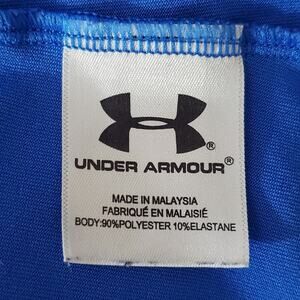 ®
UNDER ARMOUR®
MADE IN MALAYSIA
FABRIQUÉ EN MALAISIÉ
BODY:90%POLYESTER 10%ELASTANE